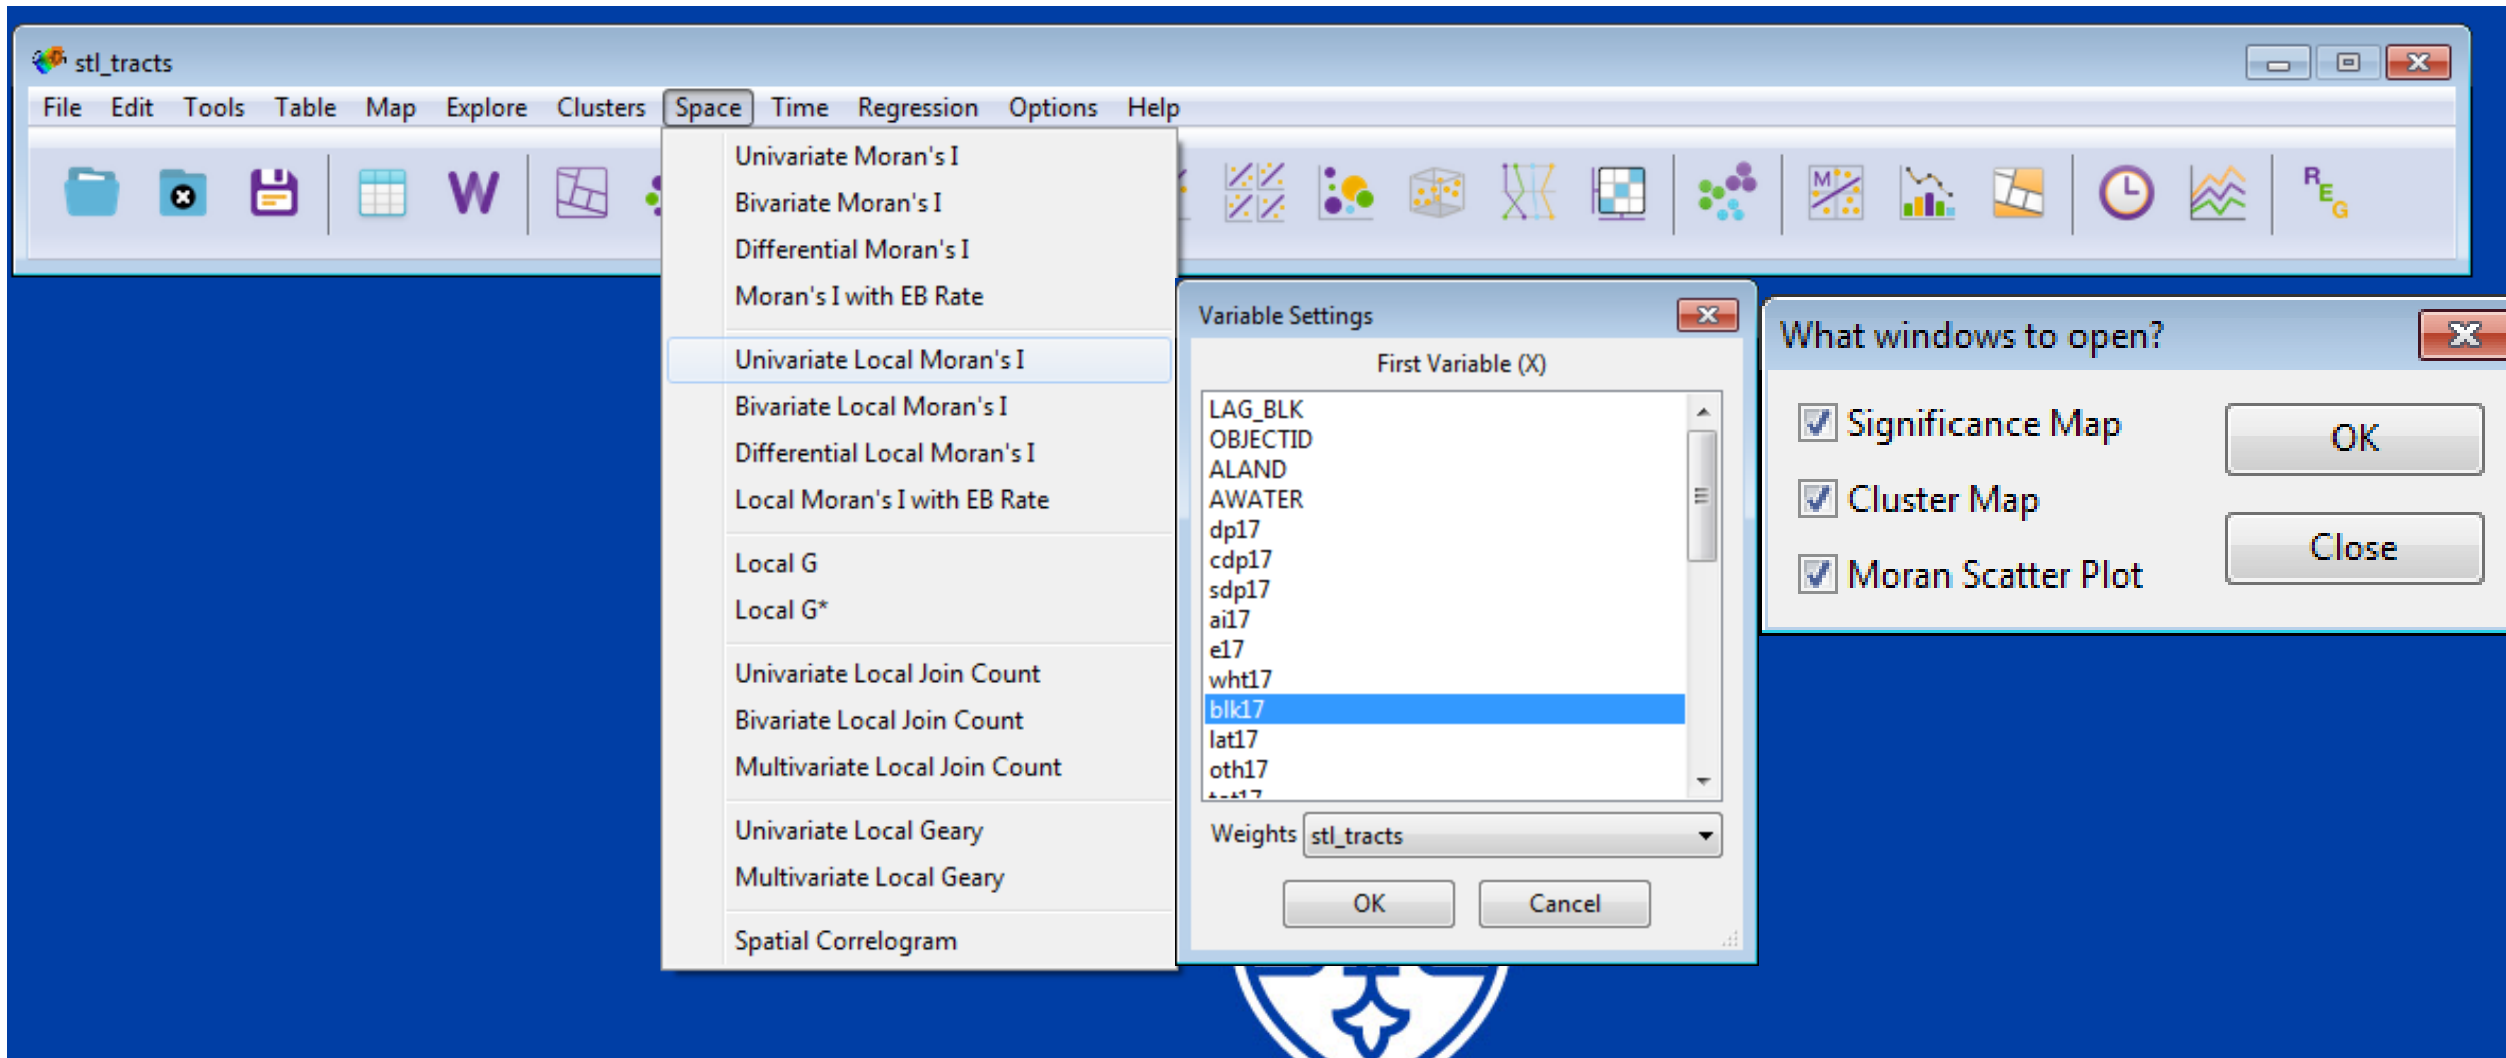 stl_tracts
File Edit Tools Table Map Explore Clusters Space Time Regression Options Help
W
M
R
E
G
Univariate Moran's I
Bivariate Moran's I
Differential Moran's I
Moran's I with EB Rate
Univariate Local Moran's I
Bivariate Local Moran's I
Differential Local Moran's I
Local Moran's I with EB Rate
Local G
Local G*
Univariate Local Join Count
Bivariate Local Join Count
Multivariate Local Join Count
Univariate Local Geary
Multivariate Local Geary
Spatial Correlogram
Variable Settings
First Variable (X)
LAG_BLK
OBJECTID
ALAND
AWATER
dp17
cdp17
sdp17
ai17
e17
wht17
blk17
lat17
oth17
Weights stl_tracts
OK Cancel
What windows to open?
Significance Map
Cluster Map
Moran Scatter Plot
OK
Close